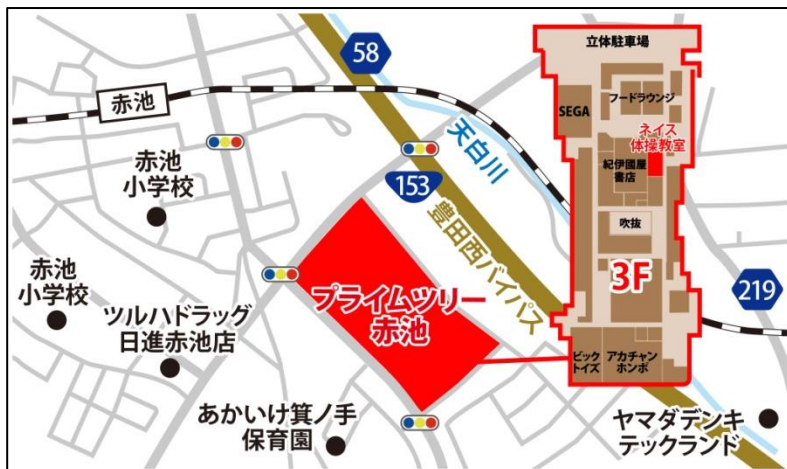 58
赤池
赤池
小学校
赤池
小学校
ツルハドラッグ
日進赤池店
あかいけ箕ノ手
保育園
プライムツリー
赤池
153
天白川
豊田西バイパス
立体駐車場
SEGA
フードラウンジ
ネイス
体操教室
紀伊國屋
書店
吹抜
3F
ビック
トイズ
アカチャン
ホンポ
219
ヤマダデンキ
テックランド